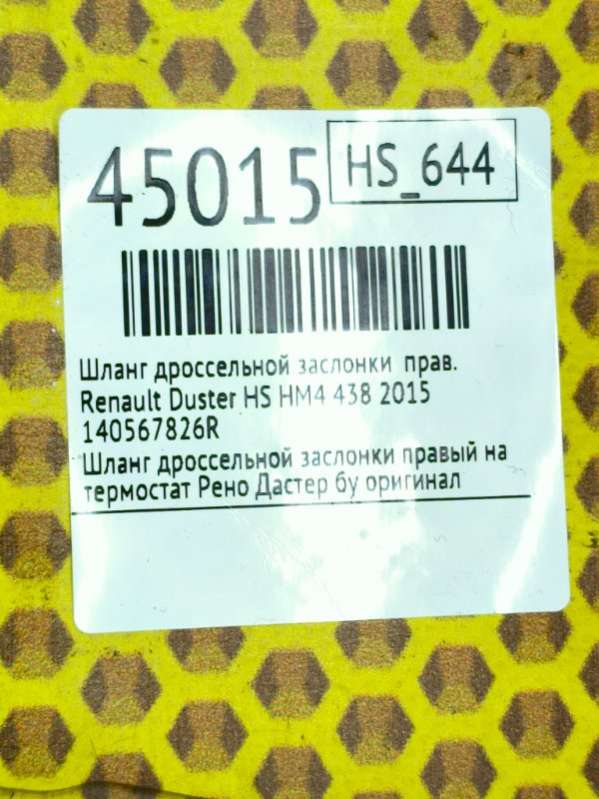 45015
HS_644
Шланг дроссельной заслонки прав.
Renault Duster HS HM4 438 2015
140567826R
Шланг дроссельной заслонки правый на
термостат Рено Дастер бу оригинал